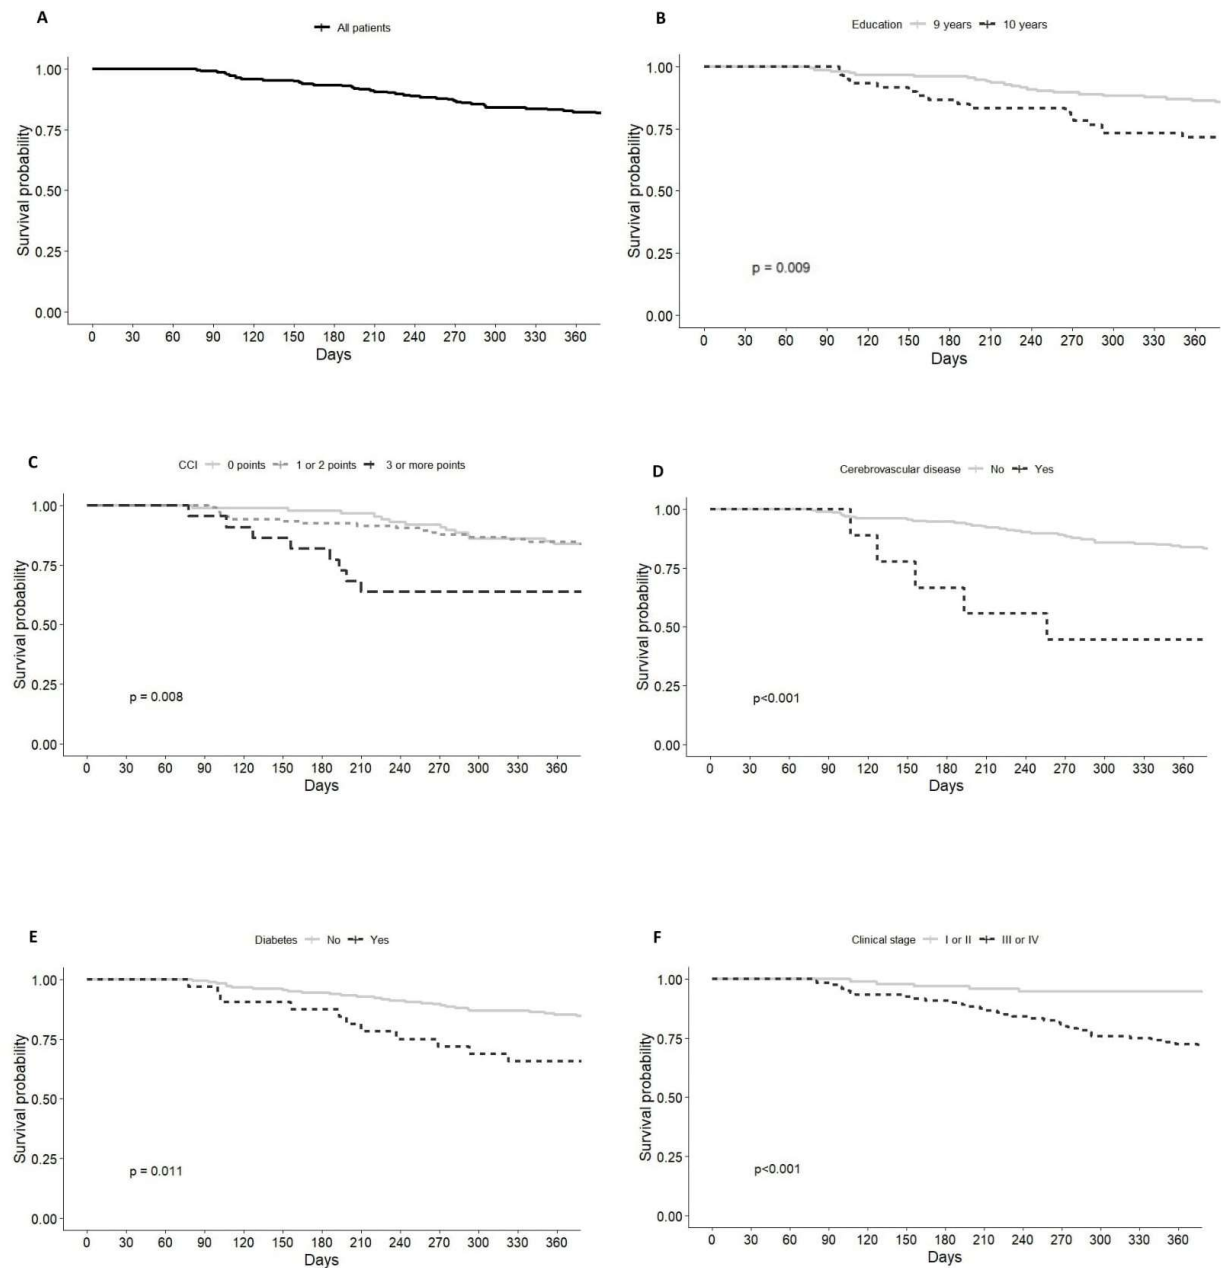 A
All patients
1.00
0.75
0.50
0.25
0.00
Survival probability
0 30 60 90 120 150 180 210 240 270 300 330 360
Days
B
Education 9 years 10 years
1.00
0.75
0.50
0.25
0.00
Survival probability
p = 0.009
0 30 60 90 120 150 180 210 240 270 300 330 360
Days
C
CCI 0 points 1 or 2 points 3 or more points
1.00
0.75
0.50
0.25
0.00
Survival probability
p = 0.008
0 30 60 90 120 150 180 210 240 270 300 330 360
Days
D
Cerebrovascular disease No Yes
1.00
0.75
0.50
0.25
0.00
Survival probability
p<0.001
0 30 60 90 120 150 180 210 240 270 300 330 360
Days
E
Diabetes No Yes
1.00
0.75
0.50
0.25
0.00
Survival probability
p = 0.011
0 30 60 90 120 150 180 210 240 270 300 330 360
Days
F
Clinical stage I or II III or IV
1.00
0.75
0.50
0.25
0.00
Survival probability
p<0.001
0 30 60 90 120 150 180 210 240 270 300 330 360
Days